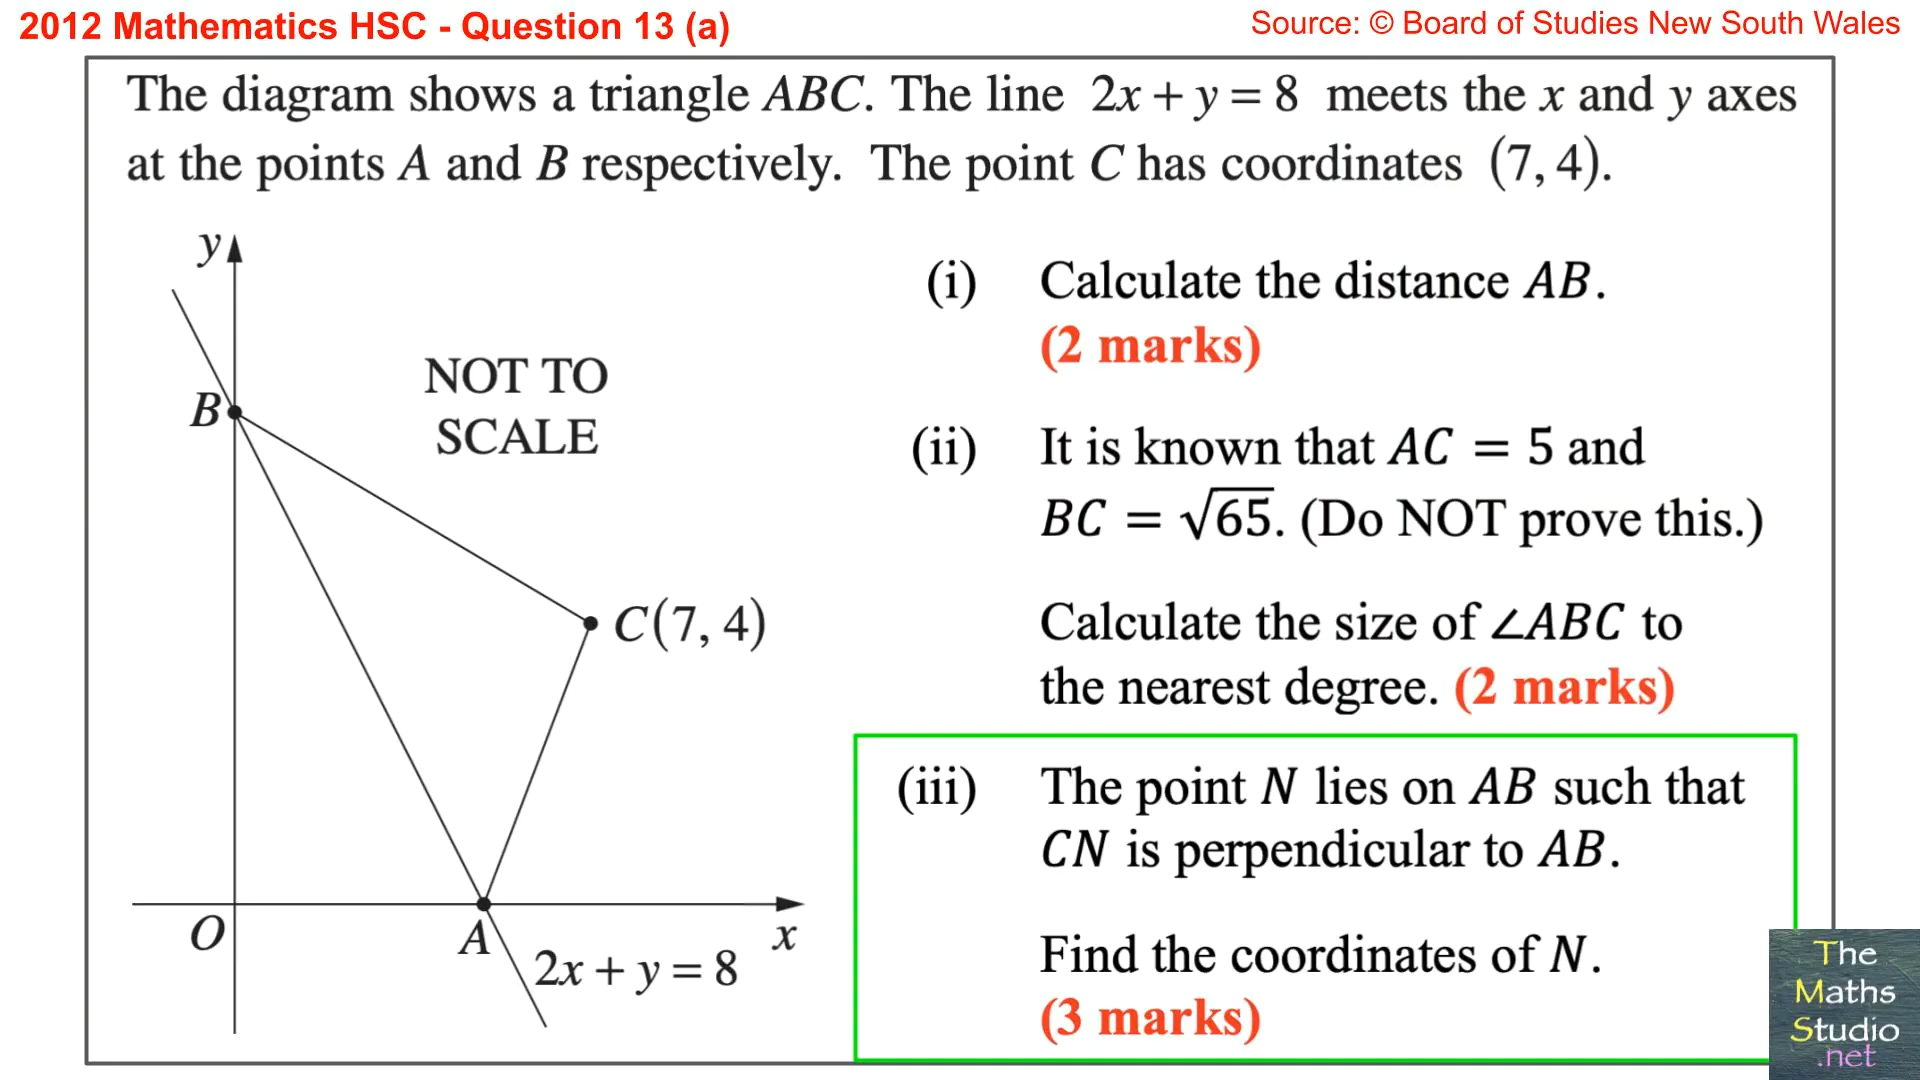 2012 Mathematics HSC - Question 13 (a)
Source: © Board of Studies New South Wales
The diagram shows a triangle ABC. The line 2x + y = 8 meets the x and y axes
at the points A and B respectively. The point C has coordinates (7, 4).
y
B
NOT TO
SCALE
C(7, 4)
O
A
x
2x + y = 8
(i) Calculate the distance AB.
(2 marks)
(ii) It is known that AC = 5 and
BC = √65. (Do NOT prove this.)
Calculate the size of ∠ABC to
the nearest degree. (2 marks)
(iii) The point N lies on AB such that
CN is perpendicular to AB.
Find the coordinates of N.
(3 marks)
The
Maths
Studio
.net